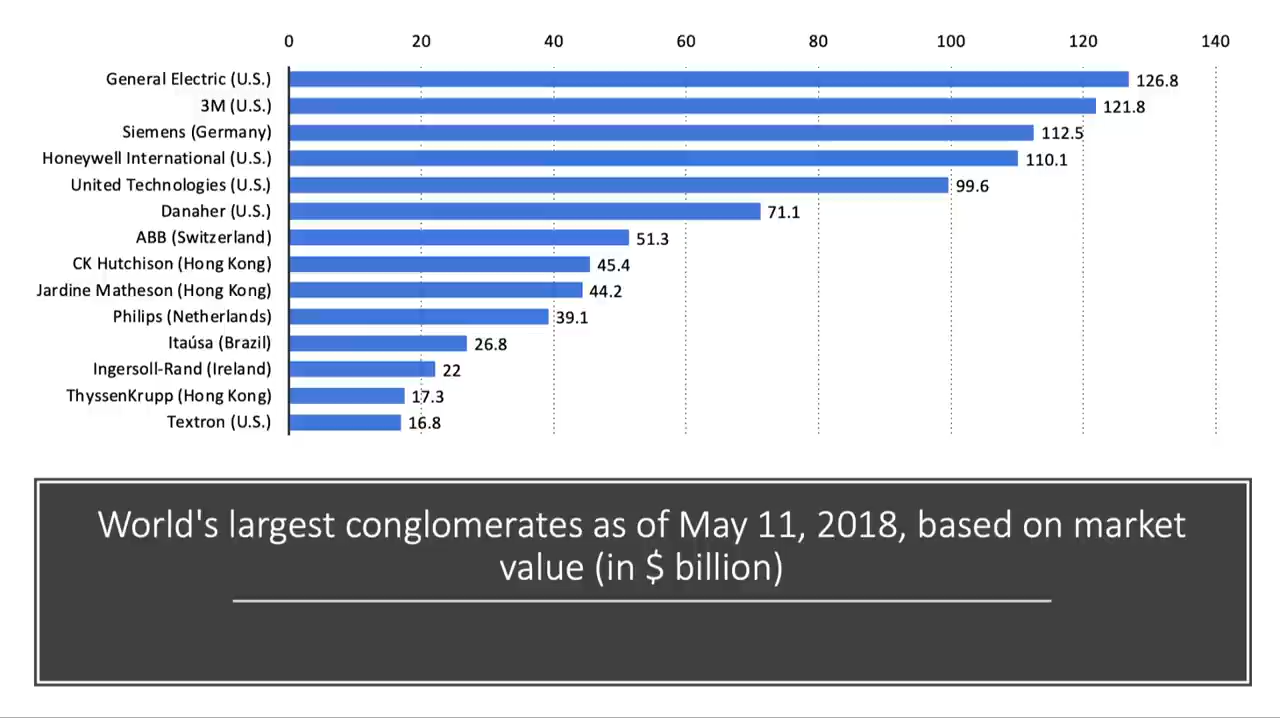 0 20 40 60 80 100 120 140
General Electric (U.S.) 126.8
3M (U.S.) 121.8
Siemens (Germany) 112.5
Honeywell International (U.S.) 110.1
United Technologies (U.S.) 99.6
Danaher (U.S.) 71.1
ABB (Switzerland) 51.3
CK Hutchison (Hong Kong) 45.4
Jardine Matheson (Hong Kong) 44.2
Philips (Netherlands) 39.1
Itaúsa (Brazil) 26.8
Ingersoll-Rand (Ireland) 22
ThyssenKrupp (Hong Kong) 17.3
Textron (U.S.) 16.8
World's largest conglomerates as of May 11, 2018, based on market
value (in $ billion)